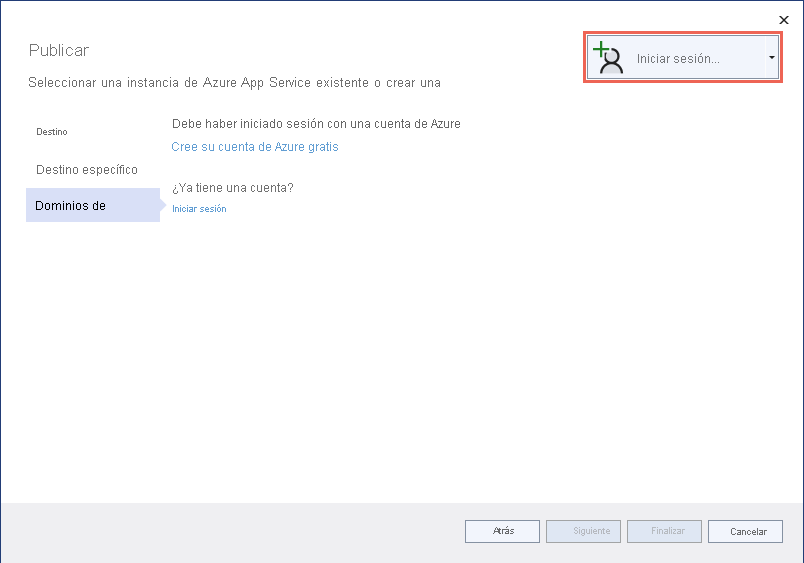 Publicar
Iniciar sesión...
Seleccionar una instancia de Azure App Service existente o crear una
Destino
Debe haber iniciado sesión con una cuenta de Azure
Cree su cuenta de Azure gratis
Destino específico
¿Ya tiene una cuenta?
Dominios de
Iniciar sesión
Atrás
Siguiente
Finalizar
Cancelar